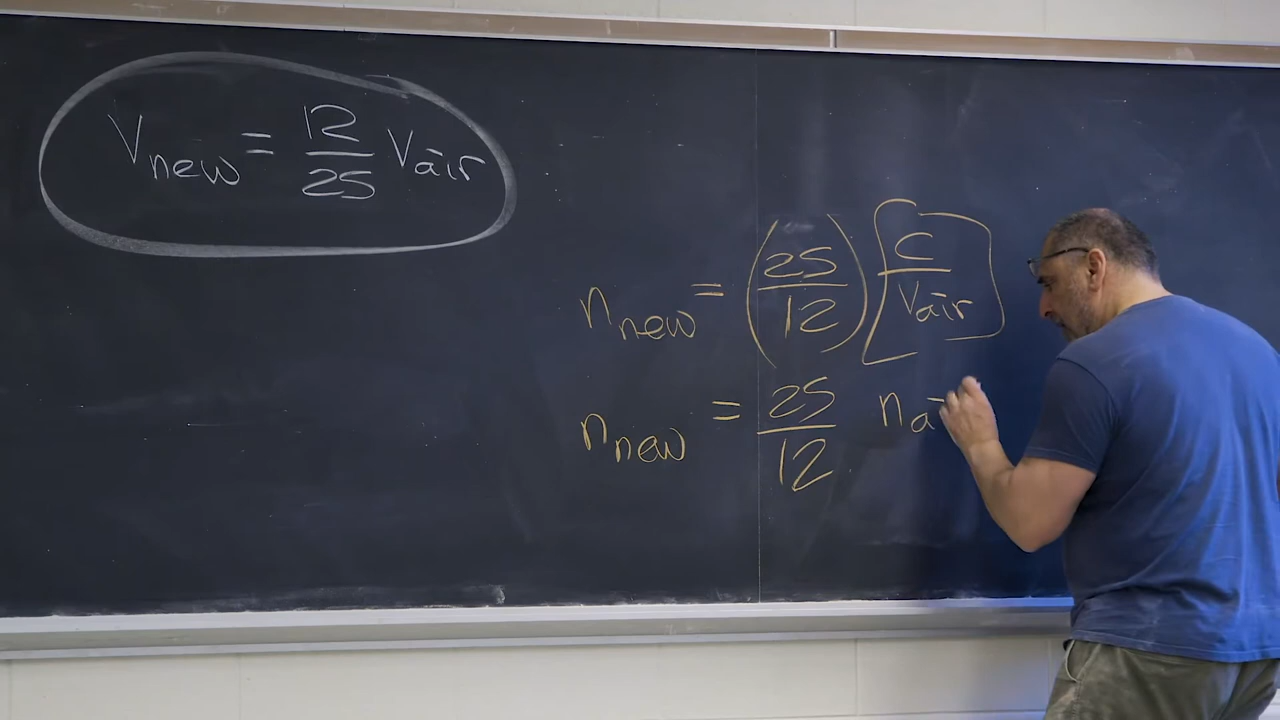 Vnew = 12/25 Vair
nnew = (25/12) [c/Vair]
nnew = 25/12 na